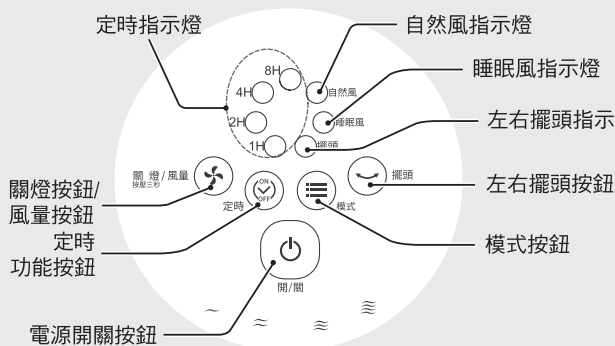 定時指示燈
自然風指示燈
8H
睡眠風指示燈
4H
自然風
2H
睡眠風
左右擺頭指示
1H
擺頭
關 燈/風量
按壓三秒
擺頭
左右擺頭按鈕
關燈按鈕/
風量按鈕
ON
OFF
定時
模式
定時
功能按鈕
模式按鈕
開/關
電源開關按鈕